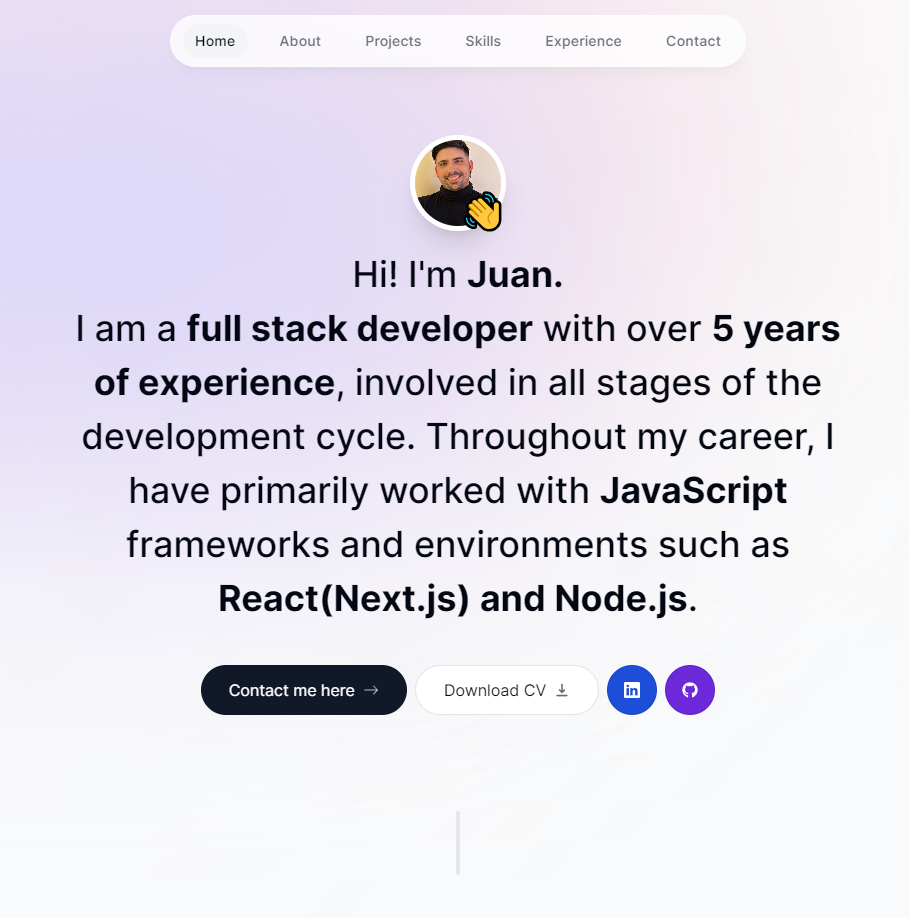 Home About Projects Skills Experience Contact
Hi! I'm Juan.
I am a full stack developer with over 5 years
of experience, involved in all stages of the
development cycle. Throughout my career, I
have primarily worked with JavaScript
frameworks and environments such as
React(Next.js) and Node.js.
Contact me here Download CV in